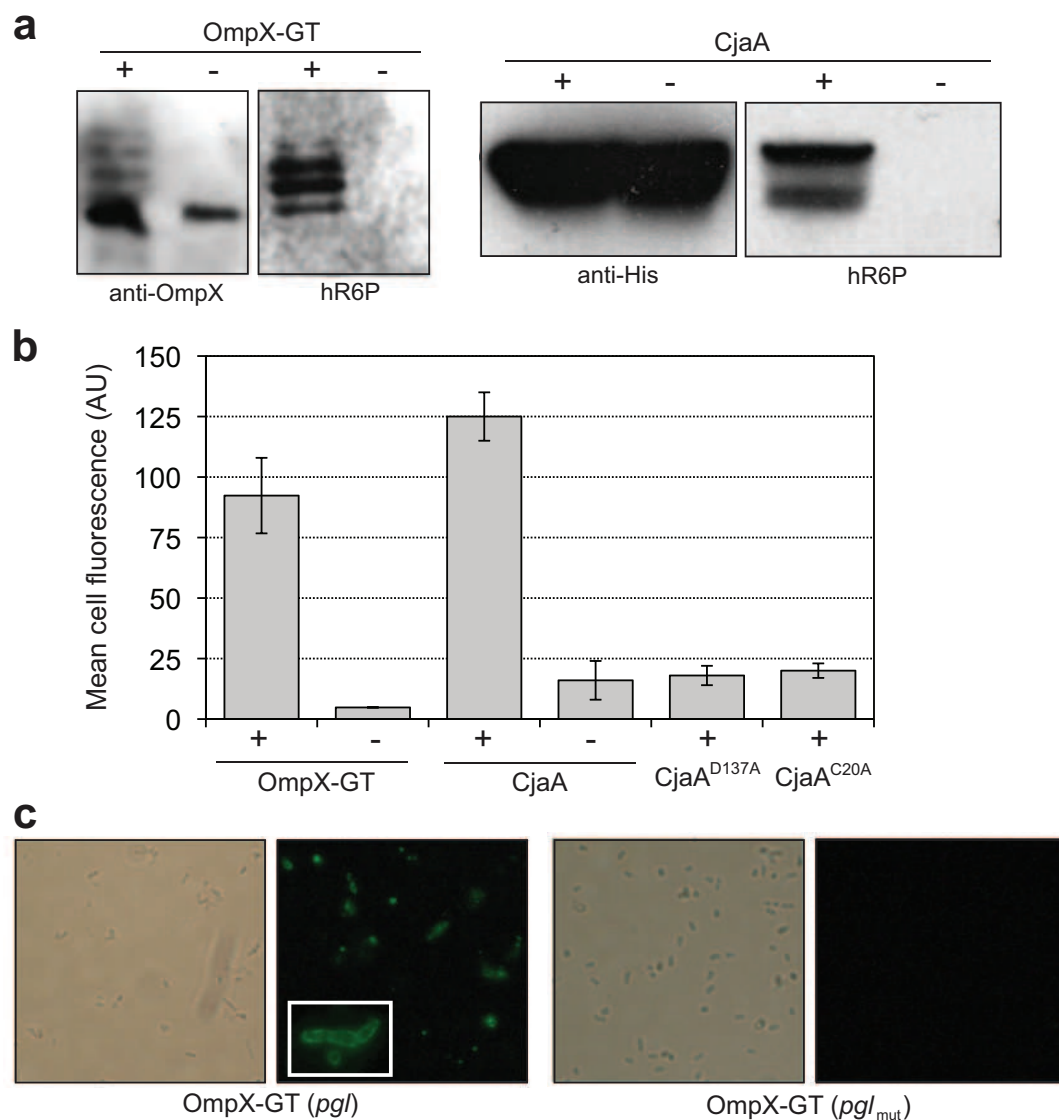 a
OmpX-GT
+ - + -
anti-OmpX hR6P
CjaA
+ - + -
anti-His hR6P
b
Mean cell fluorescence (AU)
150
125
100
75
50
25
0
+ - + - + +
OmpX-GT CjaA CjaA^D137A CjaA^C20A
c
OmpX-GT (pgl) OmpX-GT (pgl_mut)